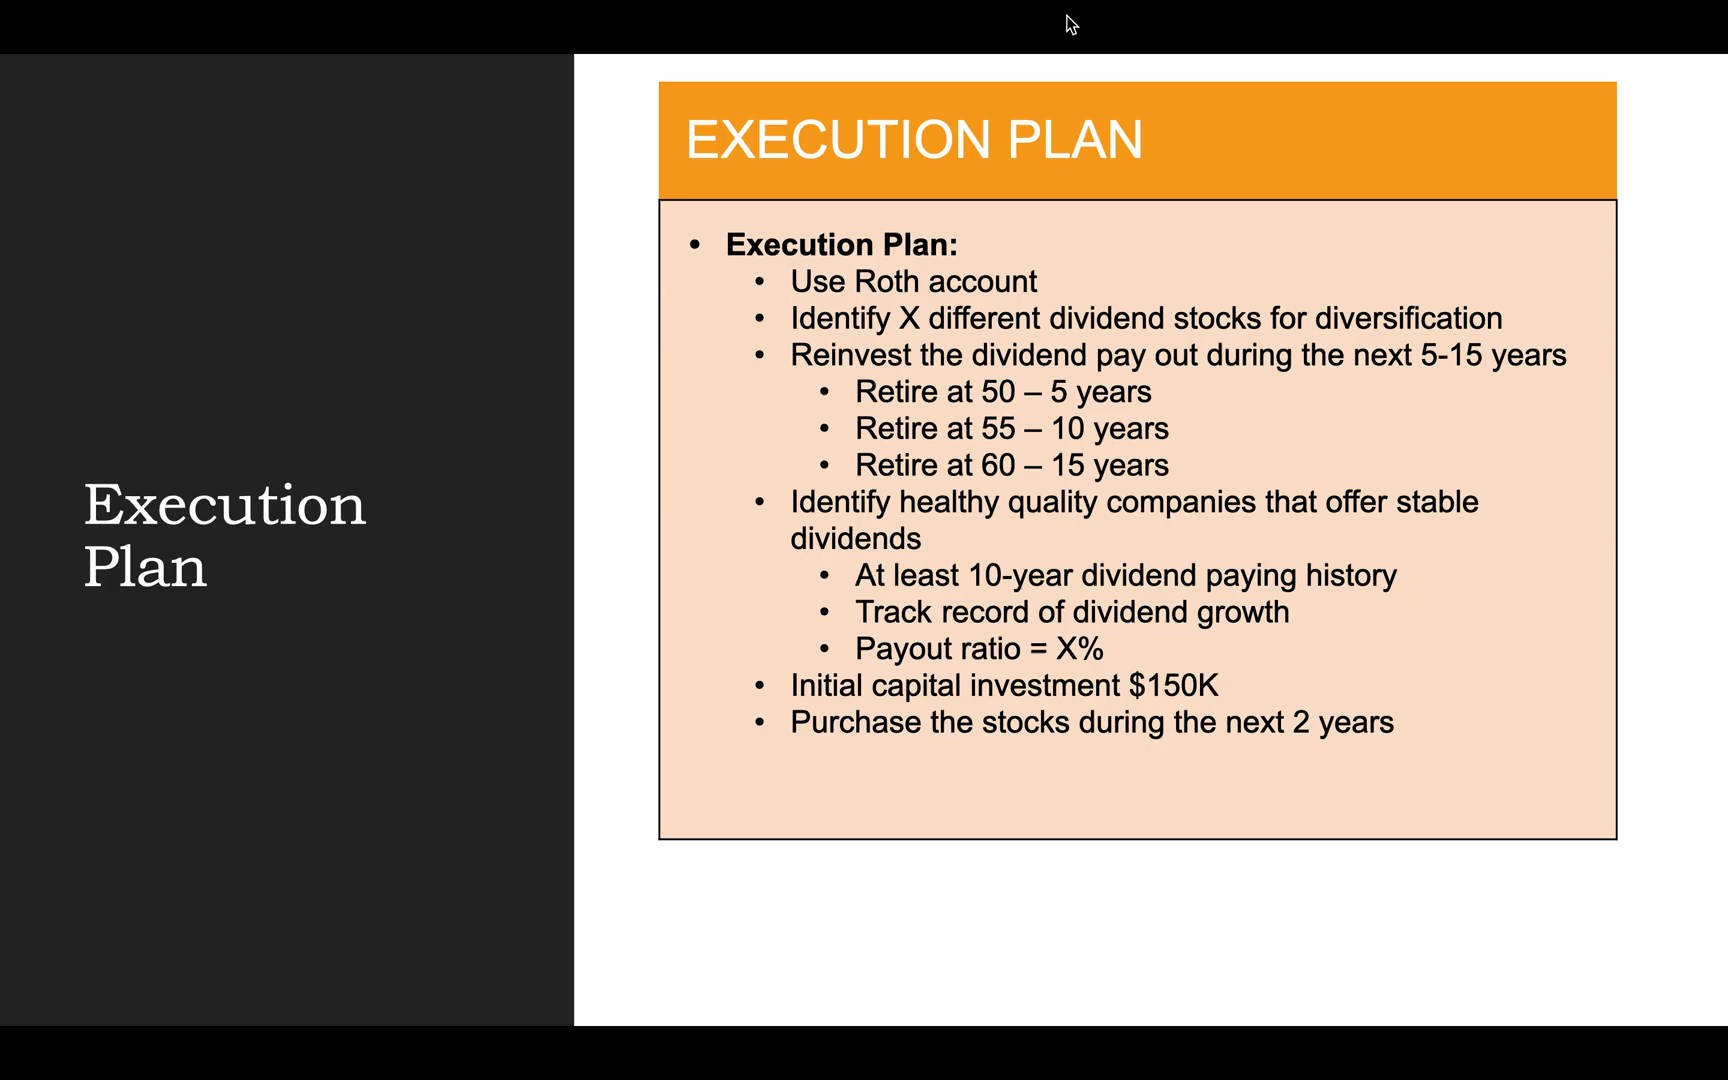 Execution
Plan
EXECUTION PLAN
• Execution Plan:
• Use Roth account
• Identify X different dividend stocks for diversification
• Reinvest the dividend pay out during the next 5-15 years
• Retire at 50 – 5 years
• Retire at 55 – 10 years
• Retire at 60 – 15 years
• Identify healthy quality companies that offer stable
dividends
• At least 10-year dividend paying history
• Track record of dividend growth
• Payout ratio = X%
• Initial capital investment $150K
• Purchase the stocks during the next 2 years